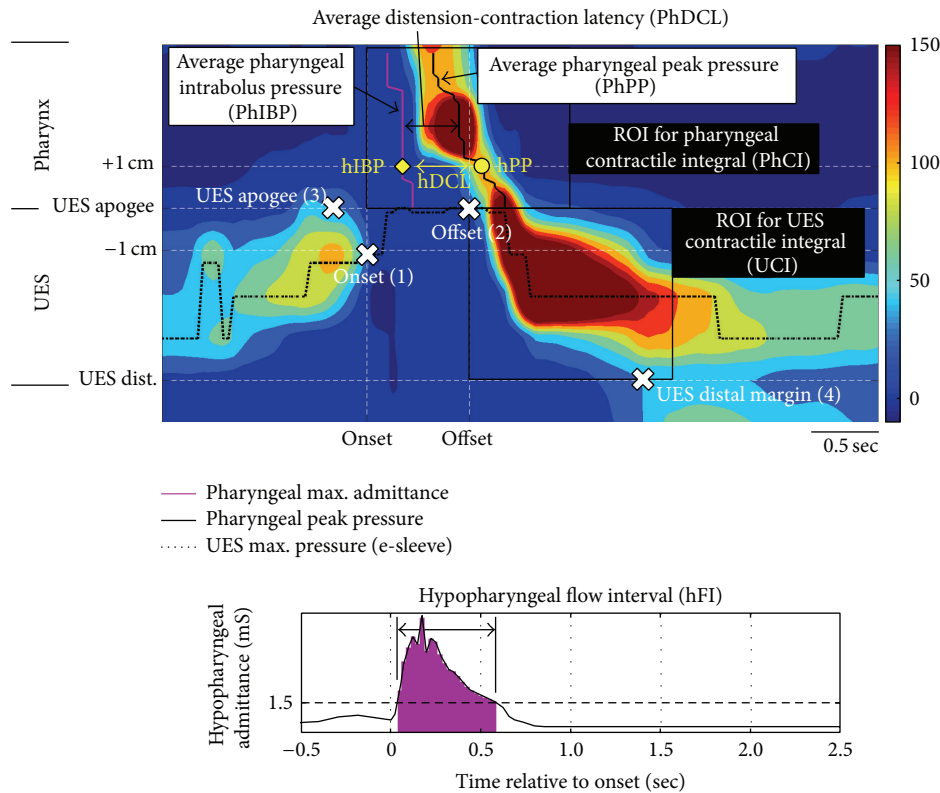 Average distension-contraction latency (PhDCL)
Average pharyngeal
intrabolus pressure
(PhIBP)
Average pharyngeal peak pressure
(PhPP)
ROI for pharyngeal
contractile integral (PhCI)
Pharynx
+1 cm
hIBP
hDCL
hPP
UES apogee
UES apogee (3)
Offset (2)
ROI for UES
contractile integral
(UCI)
−1 cm
Onset (1)
UES
UES dist.
UES distal margin (4)
Onset
Offset
0.5 sec
150
100
50
0
Pharyngeal max. admittance
Pharyngeal peak pressure
UES max. pressure (e-sleeve)
Hypopharyngeal flow interval (hFI)
Hypopharyngeal
admittance (mS)
1.5
−0.5 0 0.5 1.0 1.5 2.0 2.5
Time relative to onset (sec)